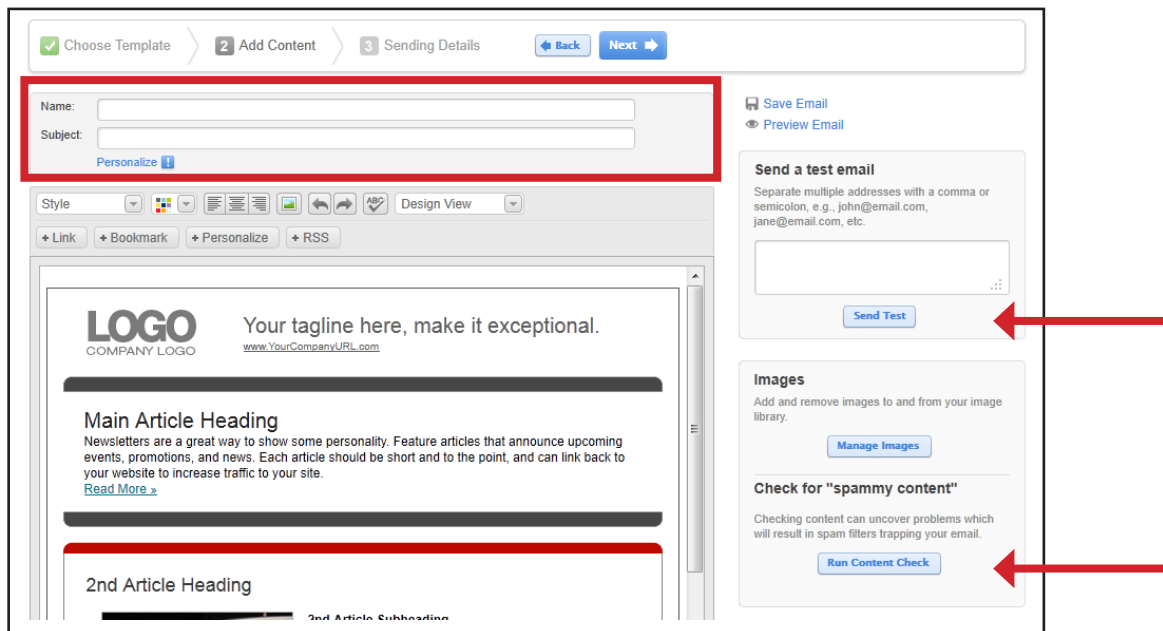 Choose Template 2 Add Content 3 Sending Details Back Next
Name:
Subject:
Personalize
Save Email
Preview Email
Send a test email
Separate multiple addresses with a comma or
semicolon, e.g., john@email.com,
jane@email.com, etc.
Send Test
Style ABC Design View
+ Link + Bookmark + Personalize + RSS
LOGO
COMPANY LOGO
Your tagline here, make it exceptional.
www.YourCompanyURL.com
Main Article Heading
Newsletters are a great way to show some personality. Feature articles that announce upcoming
events, promotions, and news. Each article should be short and to the point, and can link back to
your website to increase traffic to your site.
Read More »
2nd Article Heading
2nd Article Subheading
Images
Add and remove images to and from your image
library.
Manage Images
Check for "spammy content"
Checking content can uncover problems which
will result in spam filters trapping your email.
Run Content Check